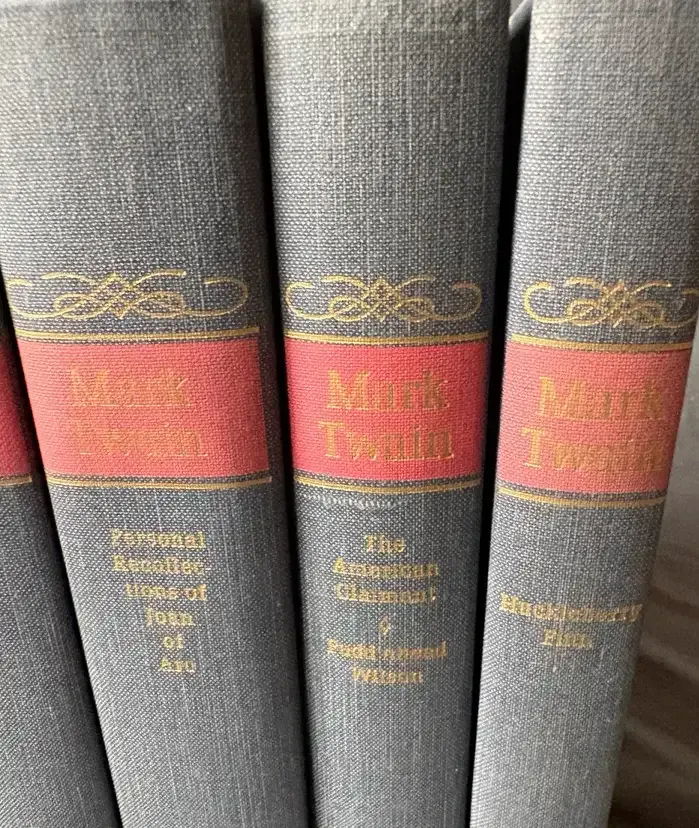 Mark
Twain
Personal
Recollec-
tions of
Joan
of
Arc
Mark
Twain
The
American
Claimant
&
Pudd'nhead
Wilson
Mark
Twain
Huckleberry
Finn